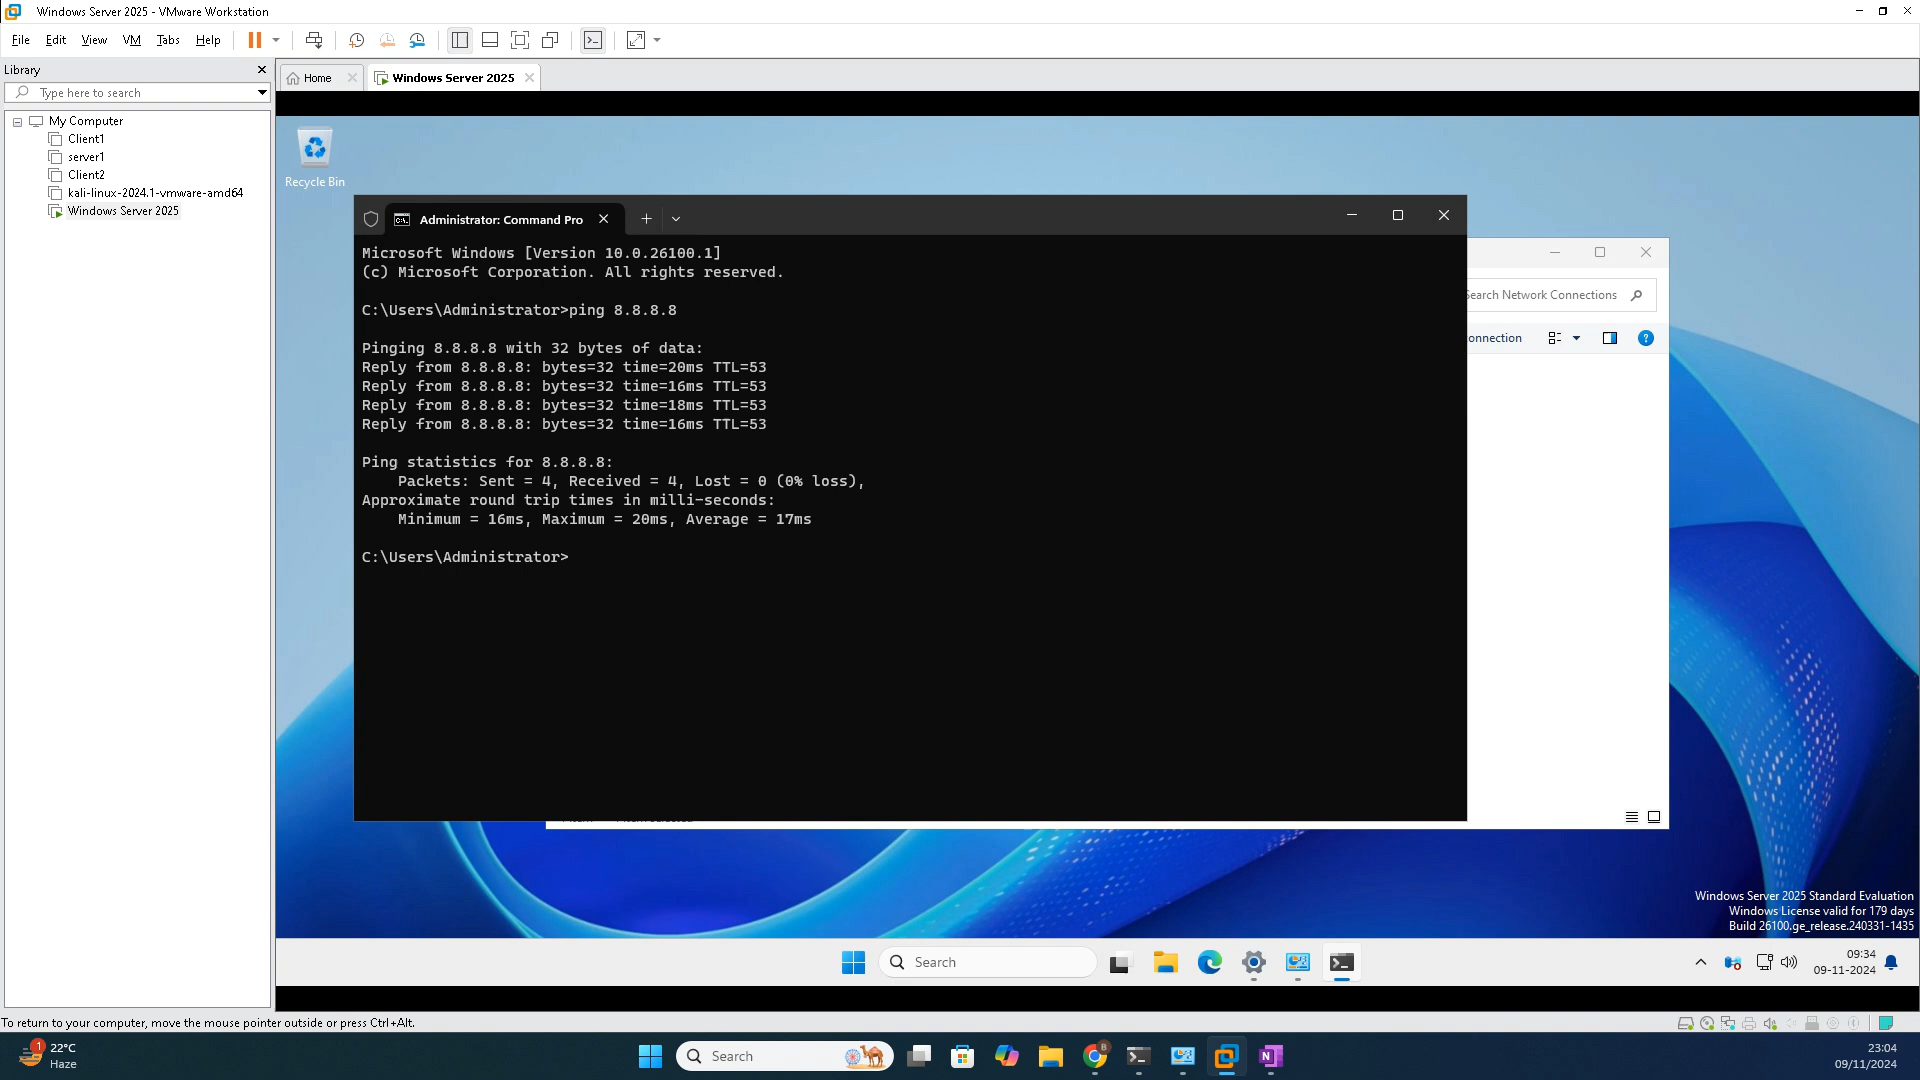 Windows Server 2025 - VMware Workstation
File Edit View VM Tabs Help
Library
Type here to search
My Computer
Client1
server1
Client2
kali-linux-2024.1-vmware-amd64
Windows Server 2025
Home
Windows Server 2025
Recycle Bin
Administrator: Command Pro
Microsoft Windows [Version 10.0.26100.1]
(c) Microsoft Corporation. All rights reserved.
C:\Users\Administrator>ping 8.8.8.8
Pinging 8.8.8.8 with 32 bytes of data:
Reply from 8.8.8.8: bytes=32 time=20ms TTL=53
Reply from 8.8.8.8: bytes=32 time=16ms TTL=53
Reply from 8.8.8.8: bytes=32 time=18ms TTL=53
Reply from 8.8.8.8: bytes=32 time=16ms TTL=53
Ping statistics for 8.8.8.8:
Packets: Sent = 4, Received = 4, Lost = 0 (0% loss),
Approximate round trip times in milli-seconds:
Minimum = 16ms, Maximum = 20ms, Average = 17ms
C:\Users\Administrator>
Search Network Connections
onnection
Windows Server 2025 Standard Evaluation
Windows License valid for 179 days
Build 26100.ge_release.240331-1435
Search
09:34
09-11-2024
To return to your computer, move the mouse pointer outside or press Ctrl+Alt.
1
22°C
Haze
Search
B
N
23:04
09/11/2024